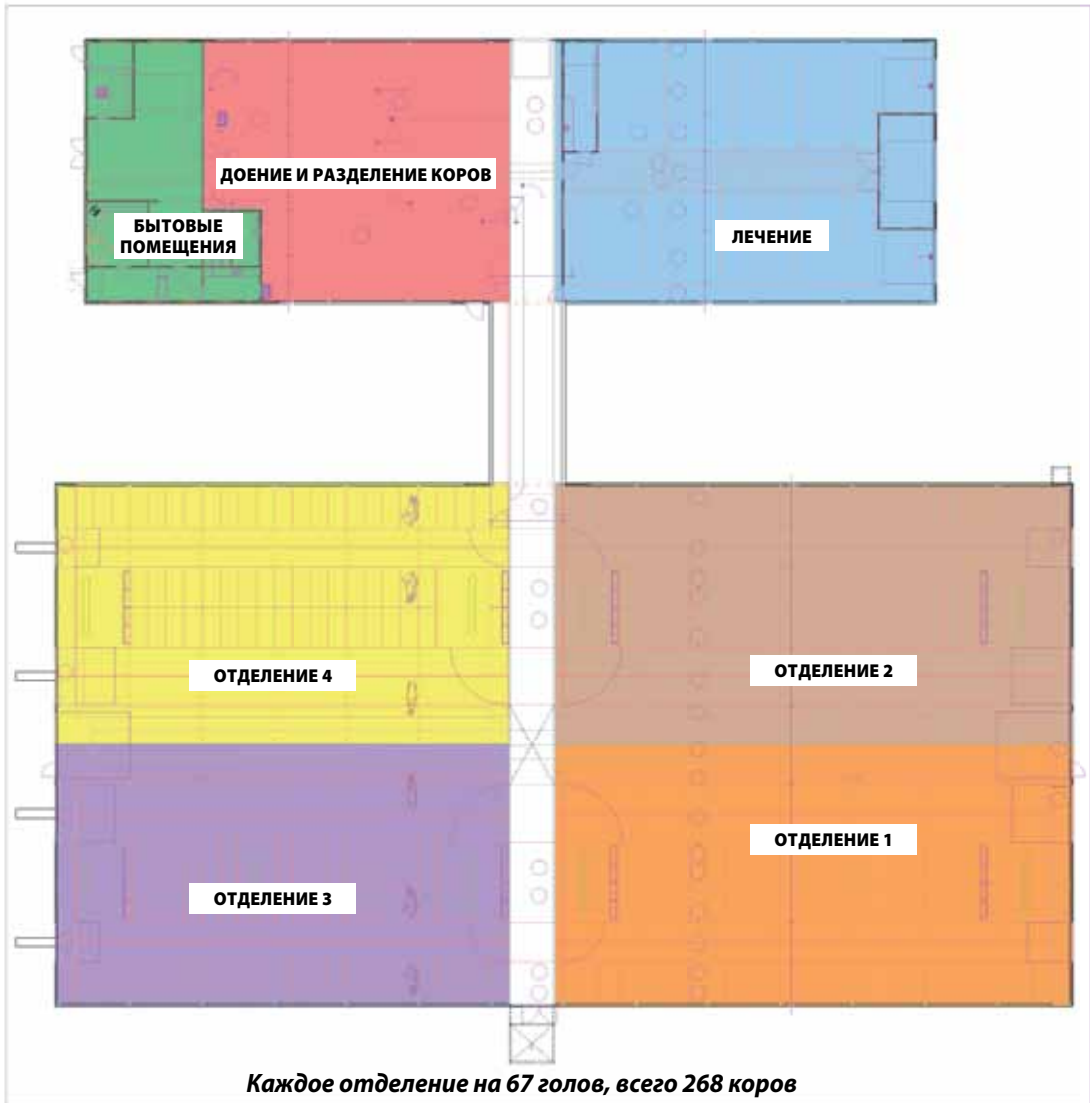 ДОЕНИЕ И РАЗДЕЛЕНИЕ КОРОВ
БЫТОВЫЕ
ПОМЕЩЕНИЯ
ЛЕЧЕНИЕ
ОТДЕЛЕНИЕ 4
ОТДЕЛЕНИЕ 2
ОТДЕЛЕНИЕ 1
ОТДЕЛЕНИЕ 3
Каждое отделение на 67 голов, всего 268 коров